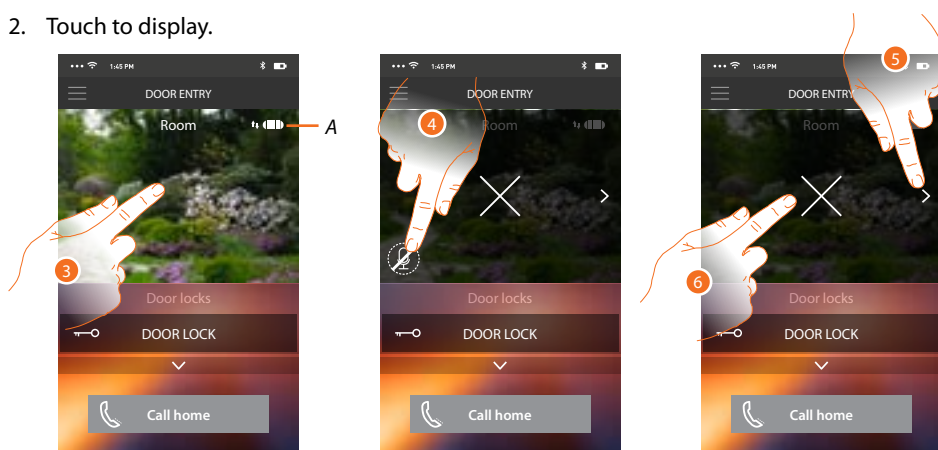 2. Touch to display.
1:45 PM
DOOR ENTRY
Room
A
3
Door locks
DOOR LOCK
Call home
1:45 PM
DOOR ENTRY
4
Room
Door locks
DOOR LOCK
Call home
1:45 PM
5
DOOR ENTRY
Room
6
Door locks
DOOR LOCK
Call home